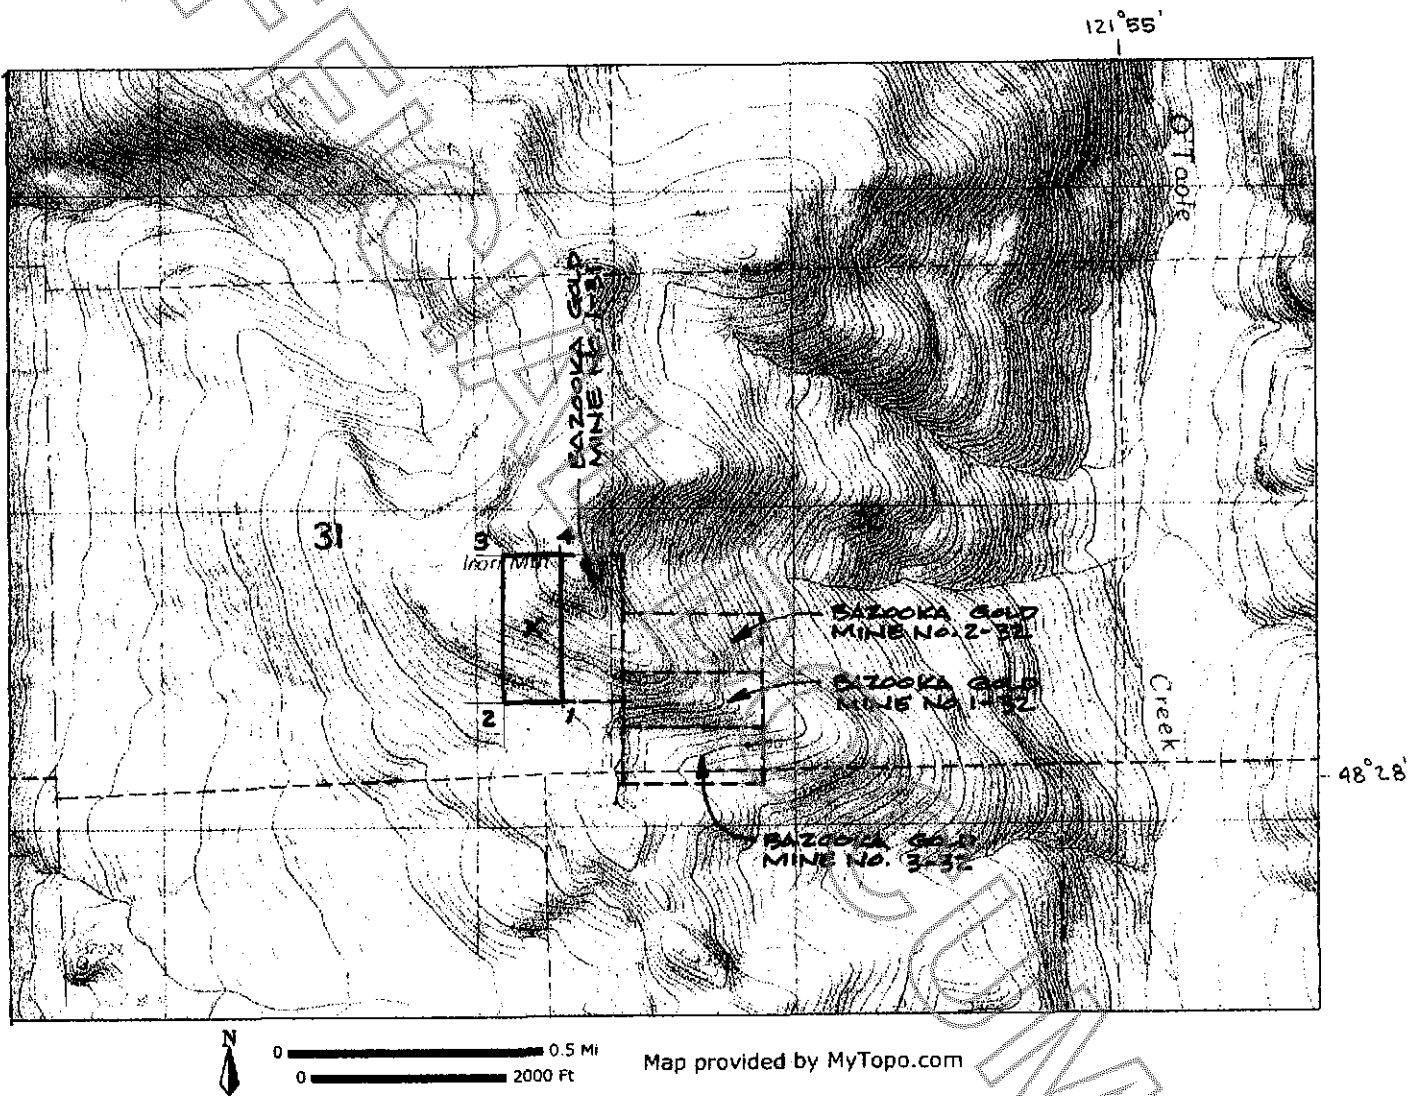 121°55'
O'Toole
BAZOOKA GOLD
MINE NO. 1-31
31
3
4
Iron Mtn
BAZOOKA GOLD
MINE NO. 2-32
BAZOOKA GOLD
MINE NO. 1-32
2
1
Creek
48°28'
BAZOOKA GOLD
MINE NO. 3-32
N
0 0.5 Mi
0 2000 Ft
Map provided by MyTopo.com